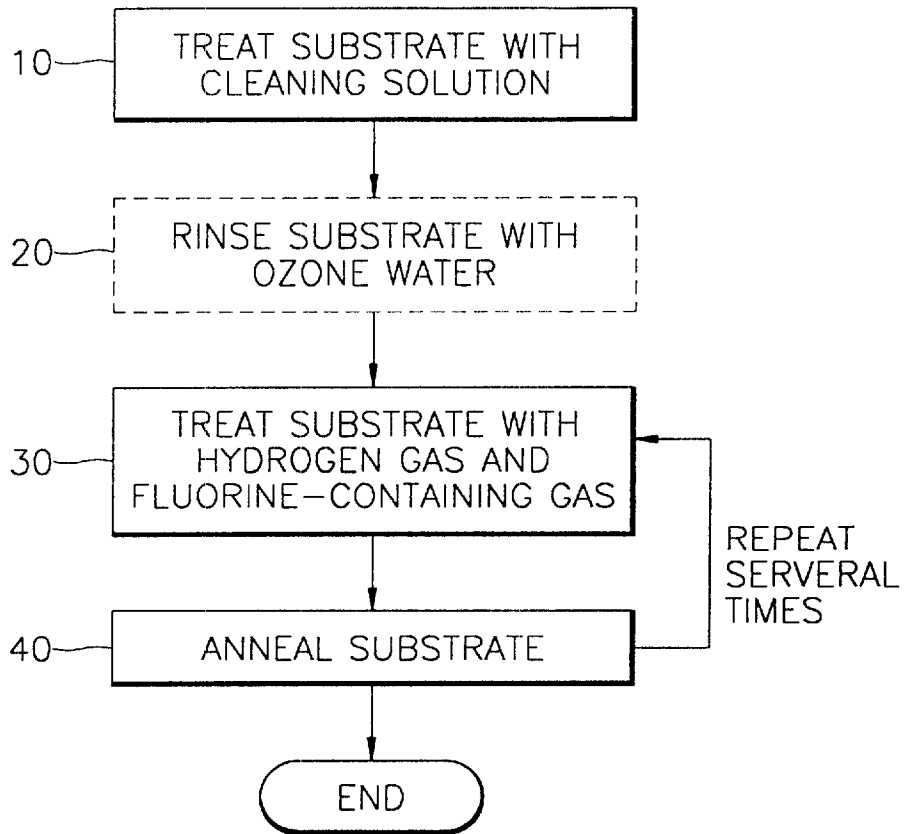 10
TREAT SUBSTRATE WITH
CLEANING SOLUTION
20
RINSE SUBSTRATE WITH
OZONE WATER
30
TREAT SUBSTRATE WITH
HYDROGEN GAS AND
FLUORINE-CONTAINING GAS
REPEAT
SERVERAL
TIMES
40
ANNEAL SUBSTRATE
END